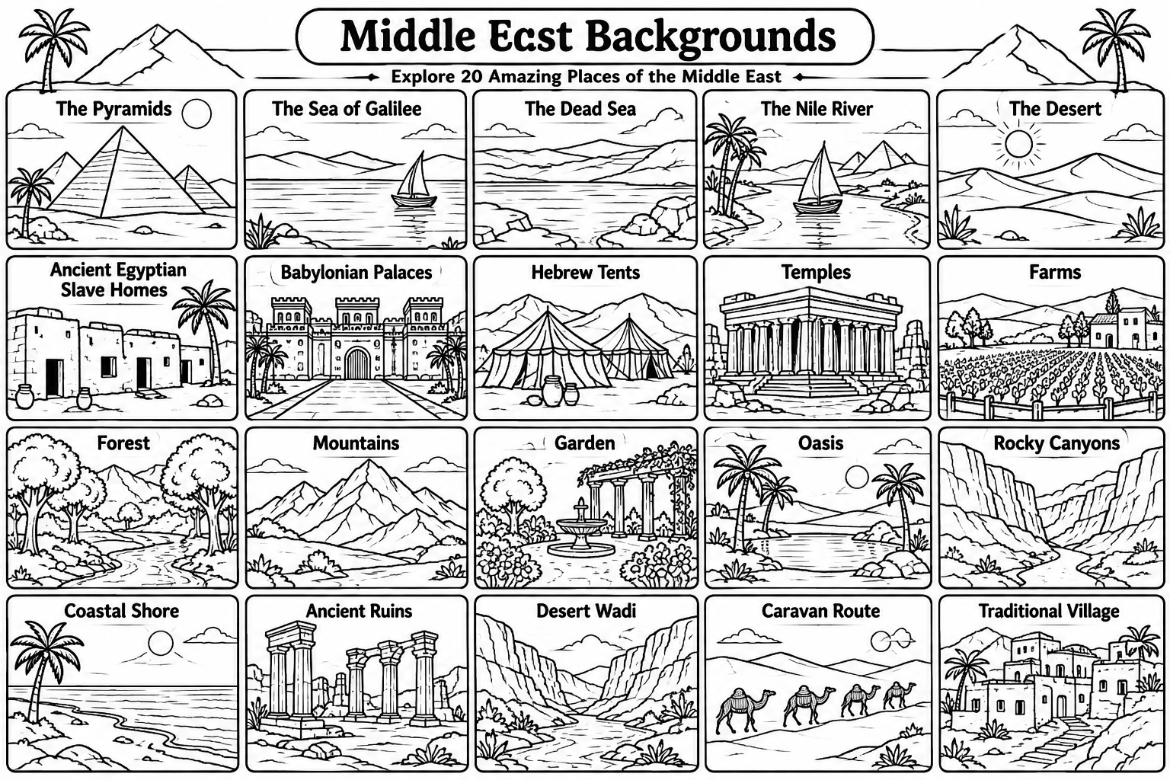 Middle Ecst Backgrounds
Explore 20 Amazing Places of the Middle East
The Pyramids
The Sea of Galilee
The Dead Sea
The Nile River
The Desert
Ancient Egyptian
Slave Homes
Babylonian Palaces
Hebrew Tents
Temples
Farms
Forest
Mountains
Garden
Oasis
Rocky Canyons
Coastal Shore
Ancient Ruins
Desert Wadi
Caravan Route
Traditional Village